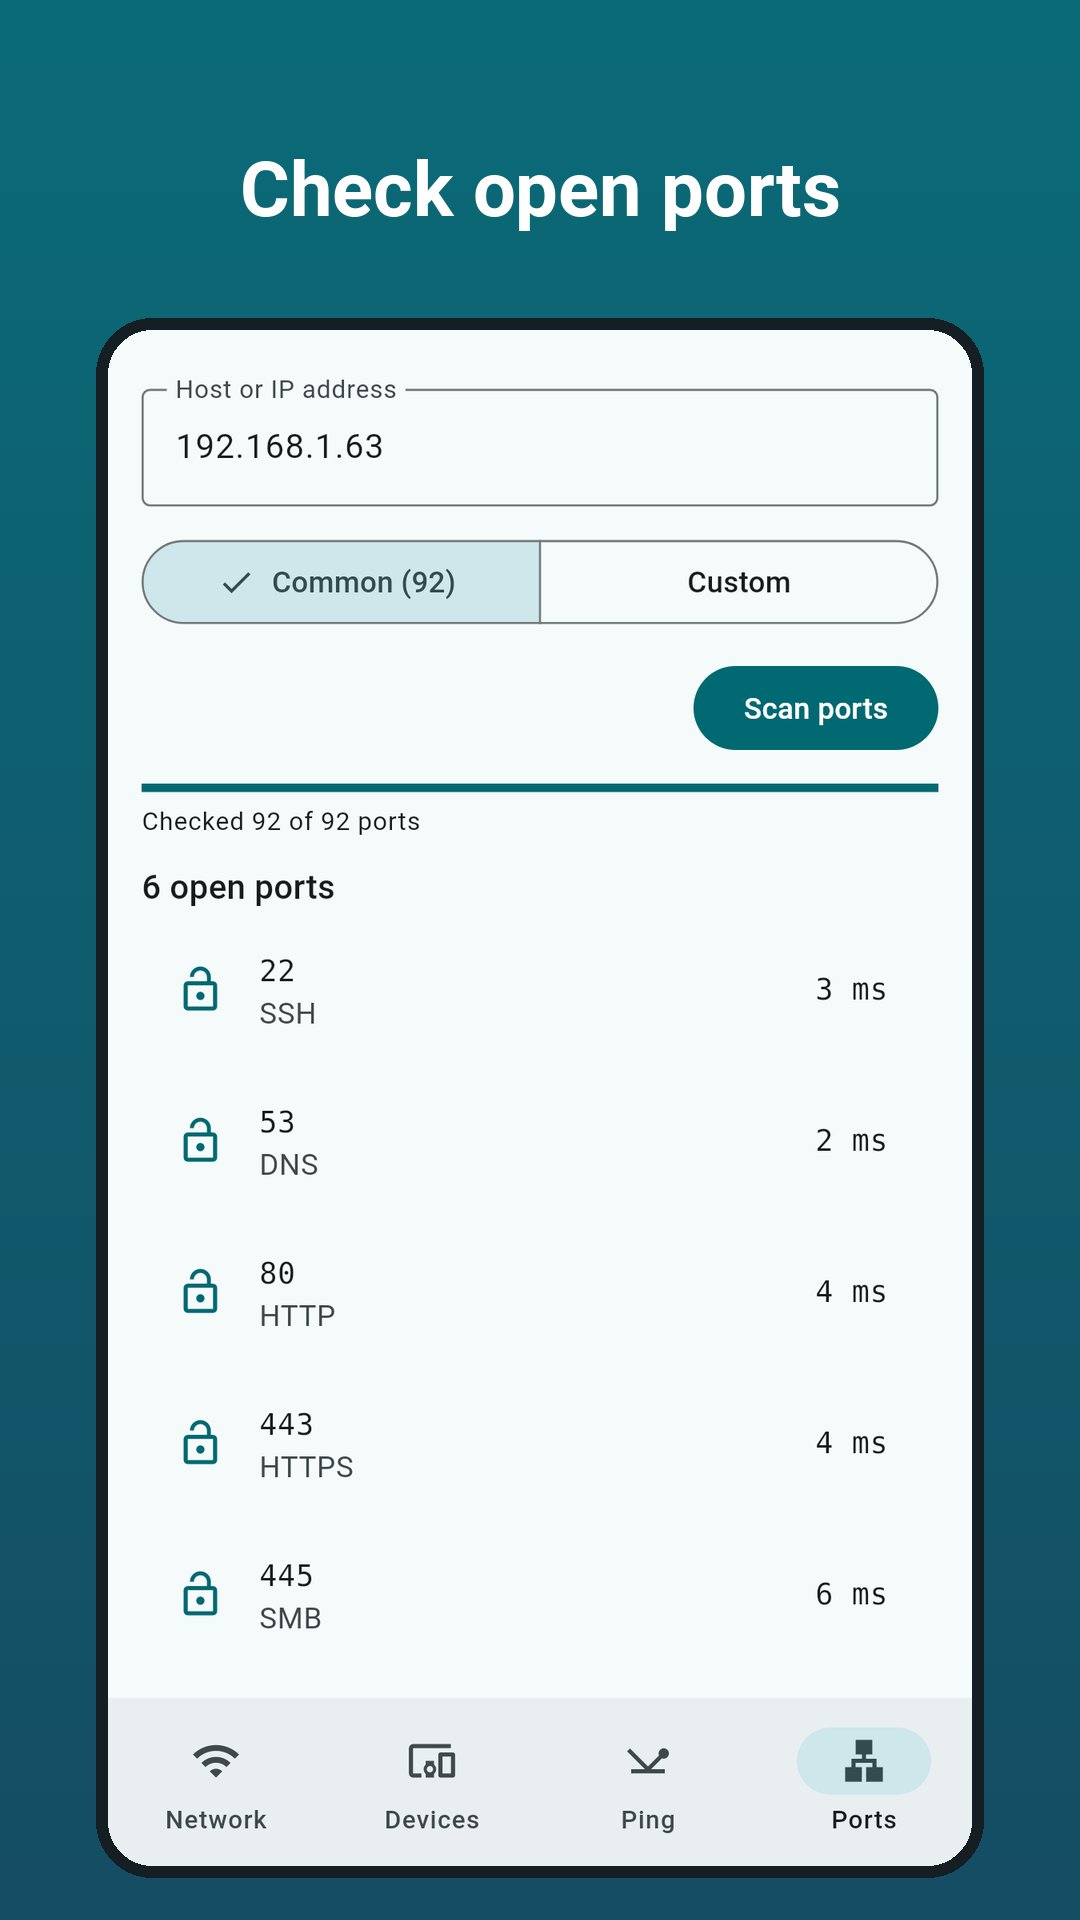 Check open ports
Host or IP address
192.168.1.63
Common (92)
Custom
Scan ports
Checked 92 of 92 ports
6 open ports
22
SSH
3 ms
53
DNS
2 ms
80
HTTP
4 ms
443
HTTPS
4 ms
445
SMB
6 ms
Network
Devices
Ping
Ports